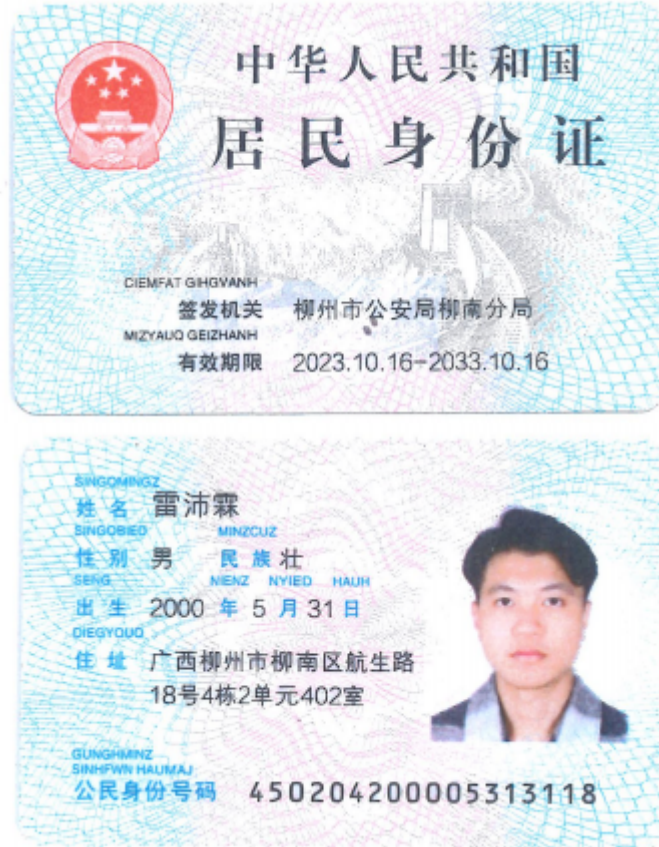 中华人民共和国
居民身份证
CIEMFAT GIHGVANH
签发机关 柳州市公安局柳南分局
MIZYAUQ GEIZHANH
有效期限 2023.10.16-2033.10.16
SINGQMINGZ
姓名 雷沛霖
SINGQBIED MINZCUZ
性别 男 民族 壮
SENG NIENZ NYIED HAUH
出生 2000 年 5 月 31 日
DIEGYOUQ
住址 广西柳州市柳南区航生路
18号4栋2单元402室
GUNGHMINZ
SINHFWN HAUMAJ
公民身份号码 450204200005313118